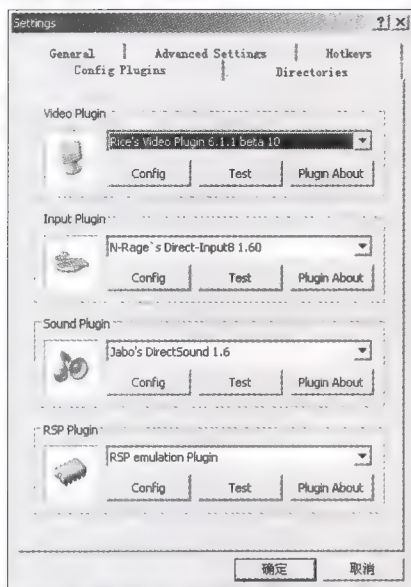 Settings
General
Advanced Settings
Hotkeys
Config Plugins
Directories
Video Plugin
Rice's Video Plugin 6.1.1 beta 10
Config
Test
Plugin About
Input Plugin
N-Rage`s Direct-Input8 1.60
Config
Test
Plugin About
Sound Plugin
Jabo's DirectSound 1.6
Config
Test
Plugin About
RSP Plugin
RSP emulation Plugin
Config
Test
Plugin About
确定
取消